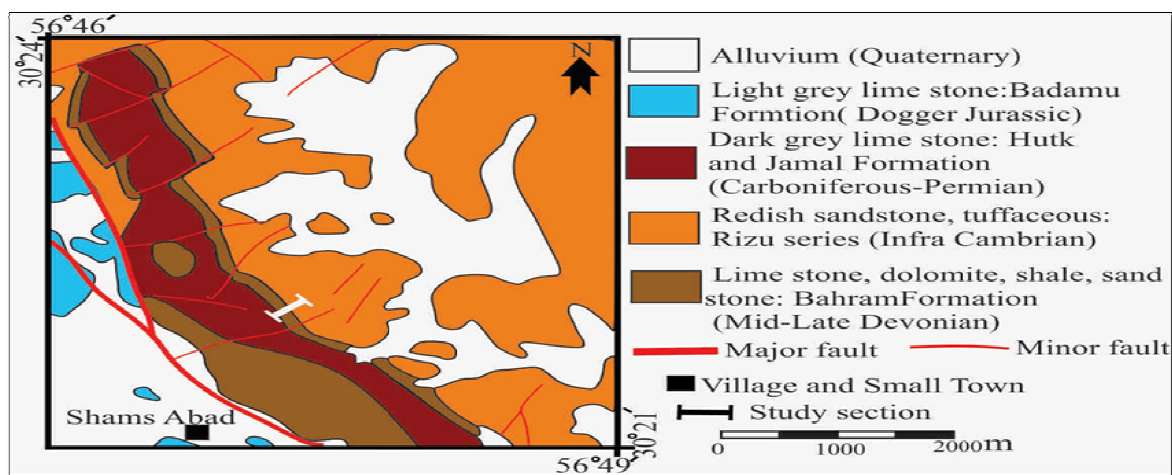 56°46´
30°24´
N
Shams Abad
30°21´
56°49´
Alluvium (Quaternary)
Light grey lime stone:Badamu
Formtion( Dogger Jurassic)
Dark grey lime stone: Hutk
and Jamal Formation
(Carboniferous-Permian)
Redish sandstone, tuffaceous:
Rizu series (Infra Cambrian)
Lime stone, dolomite, shale, sand
stone: BahramFormation
(Mid-Late Devonian)
Major fault
Minor fault
Village and Small Town
Study section
0 1000 2000m